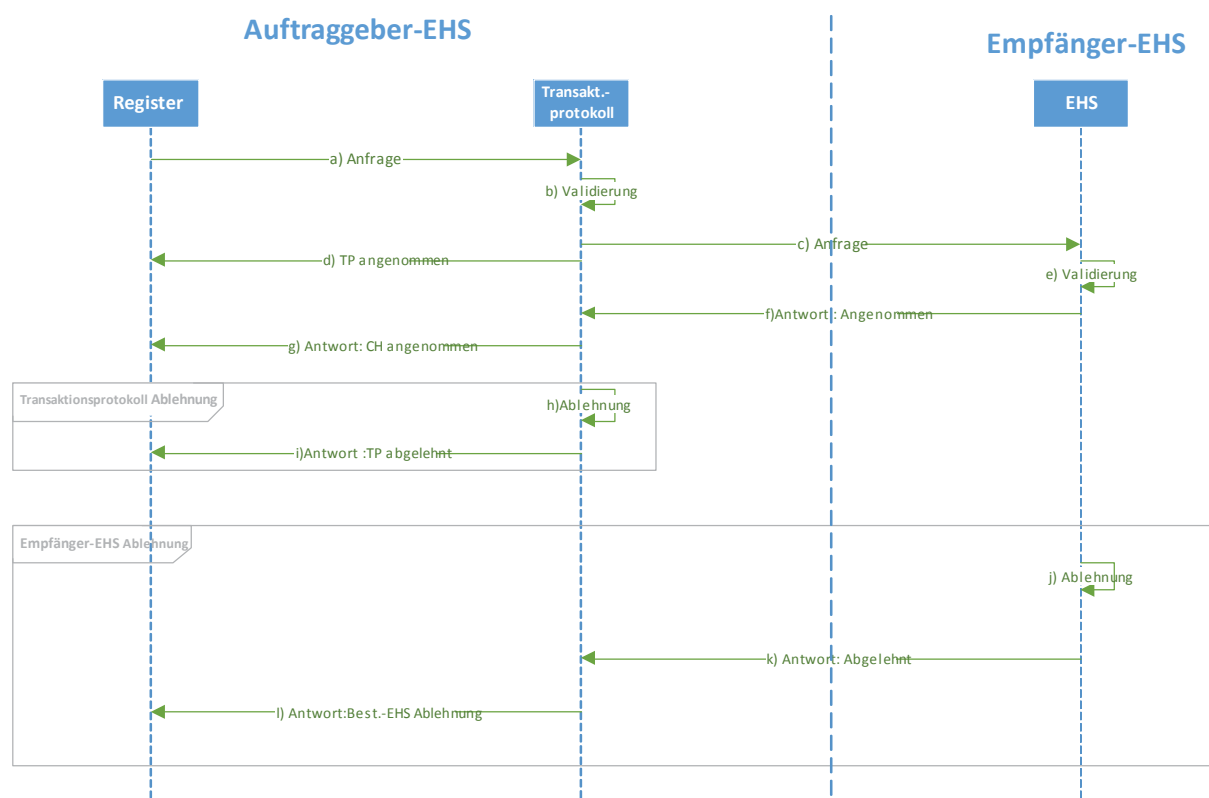 Auftraggeber-EHS
Empfänger-EHS
Register
Transakt.-
protokoll
EHS
a) Anfrage
b) Validierung
c) Anfrage
d) TP angenommen
e) Validierung
f)Antwort : Angenommen
g) Antwort: CH angenommen
Transaktionsprotokoll Ablehnung
h)Ablehnung
i)Antwort :TP abgelehnt
Empfänger-EHS Ablehnung
j) Ablehnung
k) Antwort: Abgelehnt
l) Antwort:Best.-EHS Ablehnung